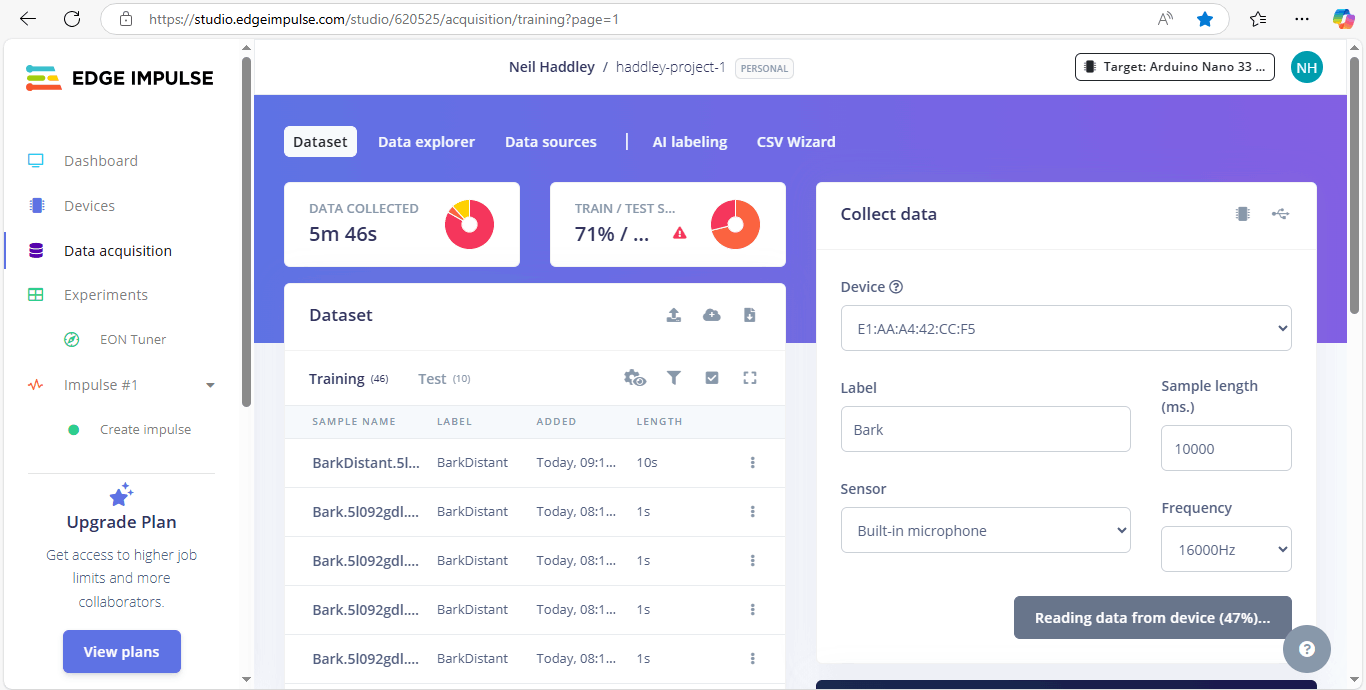 https://studio.edgeimpulse.com/studio/620525/acquisition/training?page=1
EDGE IMPULSE
Neil Haddley / haddley-project-1 PERSONAL
Target: Arduino Nano 33 ...
NH
Dashboard
Devices
Data acquisition
Experiments
EON Tuner
Impulse #1
Create impulse
Upgrade Plan
Get access to higher job
limits and more
collaborators.
View plans
Dataset Data explorer Data sources | AI labeling CSV Wizard
DATA COLLECTED
5m 46s
TRAIN / TEST S...
71% / ...
Dataset
Training (46) Test (10)
SAMPLE NAME LABEL ADDED LENGTH
BarkDistant.5l... BarkDistant Today, 09:1... 10s
Bark.5l092gdl.... BarkDistant Today, 08:1... 1s
Bark.5l092gdl.... BarkDistant Today, 08:1... 1s
Bark.5l092gdl.... BarkDistant Today, 08:1... 1s
Bark.5l092gdl.... BarkDistant Today, 08:1... 1s
Collect data
Device ?
E1:AA:A4:42:CC:F5
Label
Bark
Sample length
(ms.)
10000
Sensor
Built-in microphone
Frequency
16000Hz
Reading data from device (47%)...
?